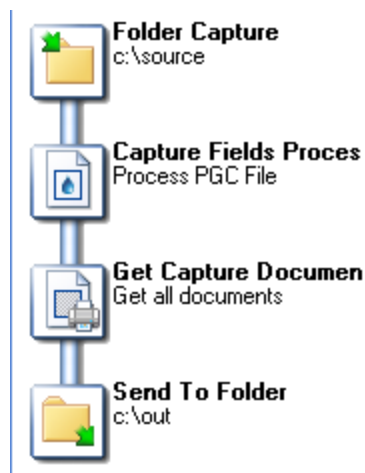 Folder Capture
c:\source
Capture Fields Proces
Process PGC File
Get Capture Documen
Get all documents
Send To Folder
c:\out